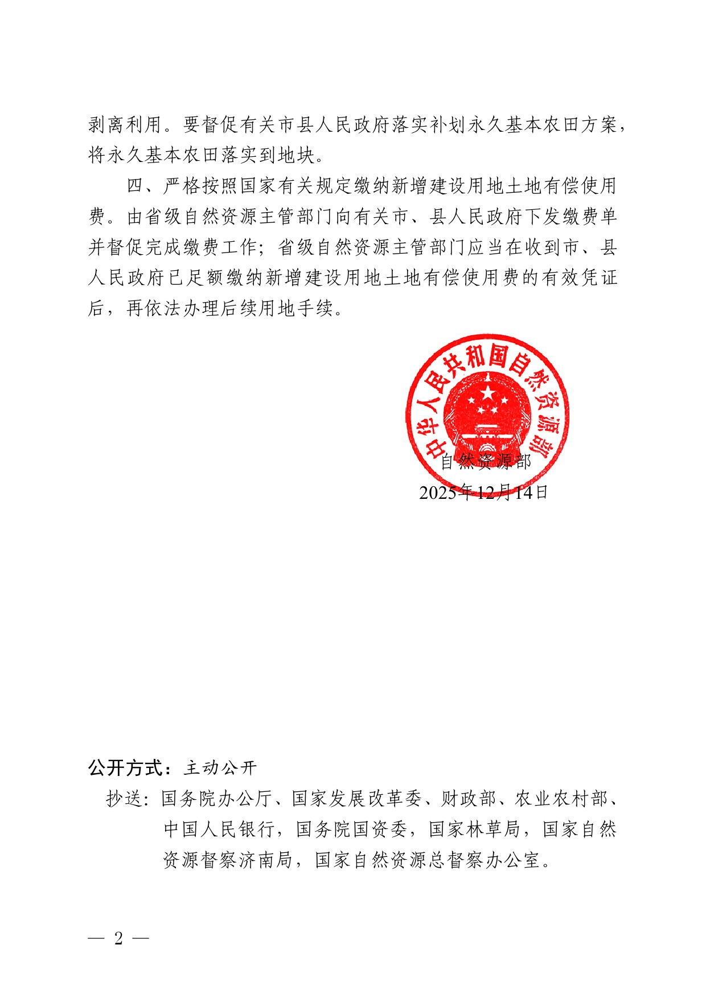 剥离利用。要督促有关市县人民政府落实补划永久基本农田方案，
将永久基本农田落实到地块。
四、严格按照国家有关规定缴纳新增建设用地土地有偿使用
费。由省级自然资源主管部门向有关市、县人民政府下发缴费单
并督促完成缴费工作；省级自然资源主管部门应当在收到市、县
人民政府已足额缴纳新增建设用地土地有偿使用费的有效凭证
后，再依法办理后续用地手续。
中华人民共和国自然资源部
自然资源部
2025年12月14日
公开方式：主动公开
抄送：国务院办公厅、国家发展改革委、财政部、农业农村部、
中国人民银行，国务院国资委，国家林草局，国家自然
资源督察济南局，国家自然资源总督察办公室。
— 2 —